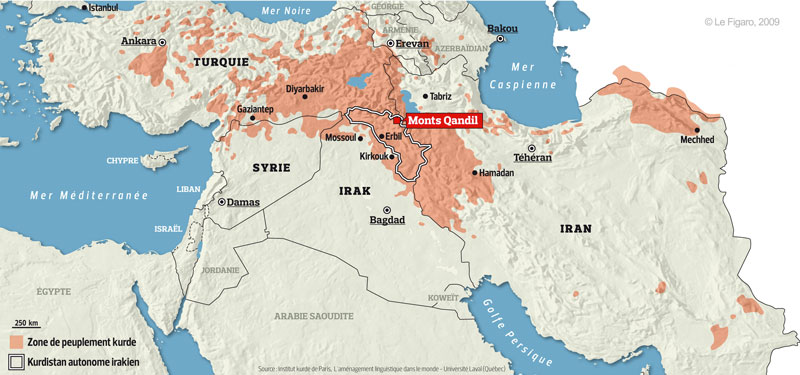 Istanbul
Mer Noire
GÉORGIE
© Le Figaro, 2009
Ankara
ARMÉNIE
Erevan
AZERBAÏDJAN
Bakou
TURQUIE
Mer
Caspienne
Diyarbakir
Tabriz
Gaziantep
Monts Qandil
Mechhed
Mossoul
Erbil
Téhéran
CHYPRE
SYRIE
Kirkouk
Hamadan
Mer Méditerranée
LIBAN
IRAK
Damas
Bagdad
IRAN
ISRAËL
JORDANIE
ÉGYPTE
KOWEÏT
ARABIE SAOUDITE
Golfe Persique
250 km
Zone de peuplement kurde
Kurdistan autonome irakien
Source : institut kurde de Paris, L'aménagement linguistique dans le monde - Université Laval (Québec)